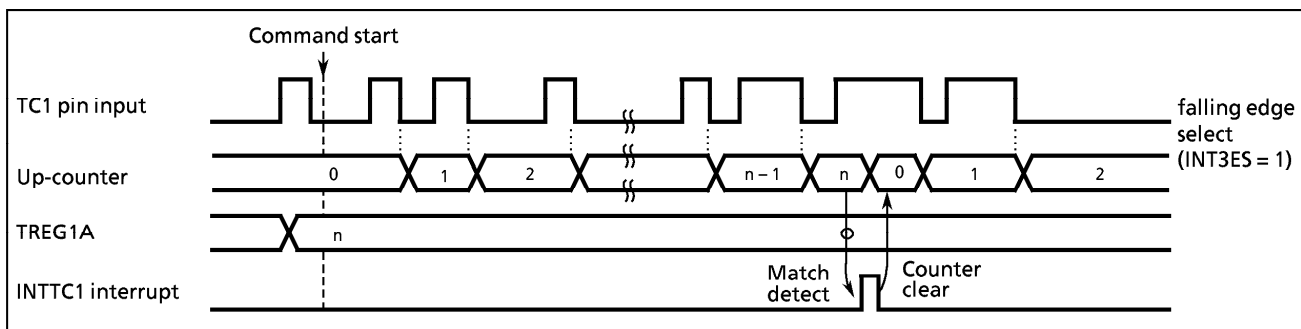 Command start
TC1 pin input
falling edge
select
(INT3ES = 1)
Up-counter
0 1 2 n – 1 n 0 1 2
TREG1A
n
INTTC1 interrupt
Match
detect
Counter
clear